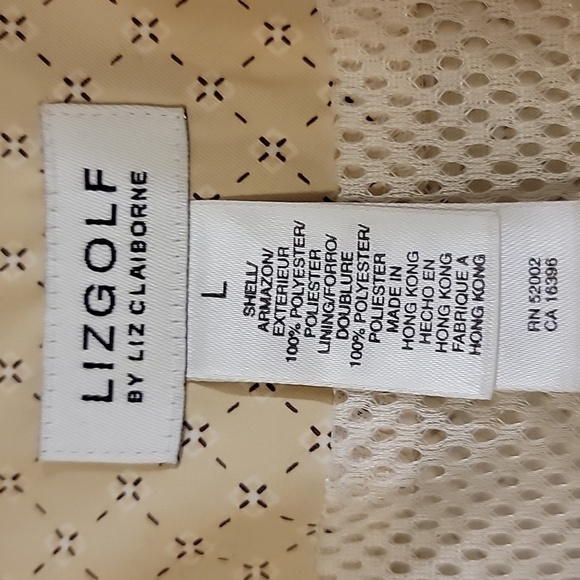 LIZGOLF
BY LIZ CLAIBORNE
L
SHELL/
ARMAZON/
EXTERIEUR
100% POLYESTER/
POLIESTER
LINING/FORRO/
DOUBLURE
100% POLYESTER/
POLIESTER
MADE IN
HONG KONG
HECHO EN
HONG KONG
FABRIQUE A
HONG KONG
RN 52002
CA 16396